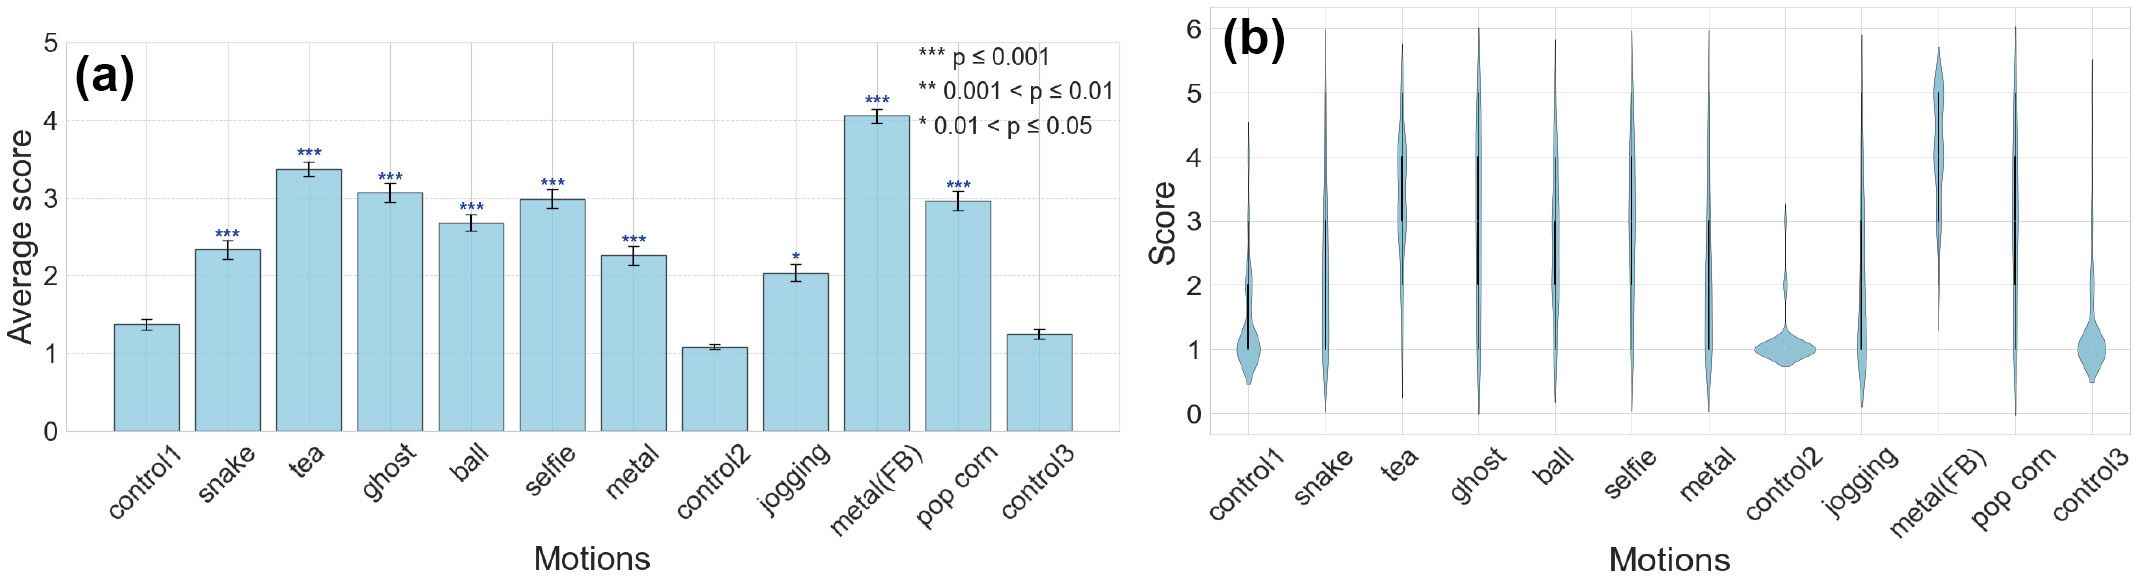 (a)
*** p ≤ 0.001
** 0.001 < p ≤ 0.01
* 0.01 < p ≤ 0.05
Average score
5
4
3
2
1
0
***
***
***
***
***
***
*
***
***
control1
snake
tea
ghost
ball
selfie
metal
control2
jogging
metal(FB)
pop corn
control3
Motions
(b)
Score
6
5
4
3
2
1
0
control1
snake
tea
ghost
ball
selfie
metal
control2
jogging
metal(FB)
pop corn
control3
Motions